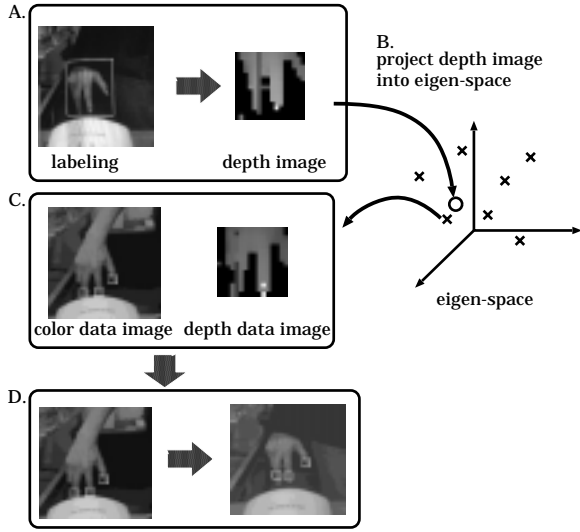 A.
labeling
depth image
B.
project depth image
into eigen-space
eigen-space
C.
color data image
depth data image
D.